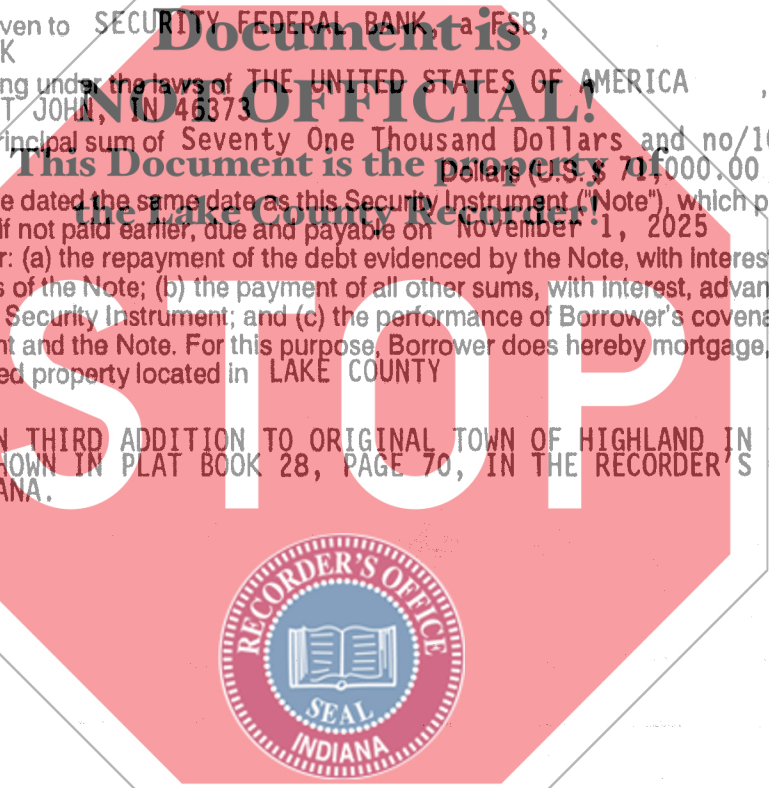 ven to SECURITY FEDERAL BANK, a FSB,
K
Document is
ng under the laws of THE UNITED STATES OF AMERICA ,
T JOHN, IN 46373
NOT OFFICIAL!
rincipal sum of Seventy One Thousand Dollars and no/10
This Document is the property of
Dollars (U.S. $ 71,000.00
e dated the same date as this Security Instrument ("Note"), which p
the Lake County Recorder!
if not paid earlier, due and payable on November 1, 2025
r: (a) the repayment of the debt evidenced by the Note, with interes
s of the Note; (b) the payment of all other sums, with interest, advan
Security Instrument; and (c) the performance of Borrower's covena
nt and the Note. For this purpose, Borrower does hereby mortgage,
ed property located in LAKE COUNTY
STOP
N THIRD ADDITION TO ORIGINAL TOWN OF HIGHLAND IN
HOWN IN PLAT BOOK 28, PAGE 70, IN THE RECORDER'S
ANA.
RECORDER'S OFFICE
SEAL
INDIANA